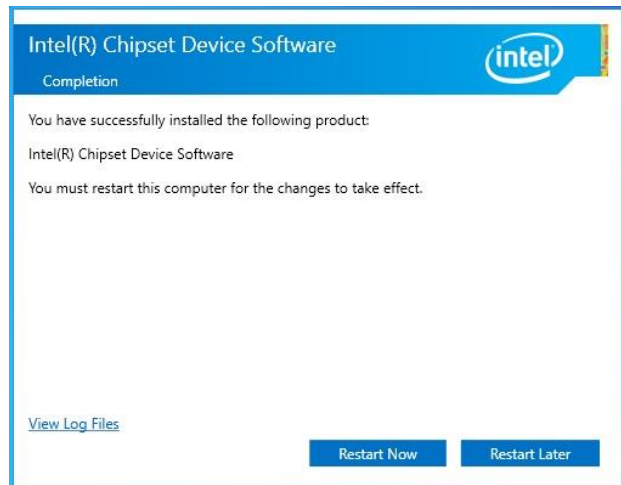 Intel(R) Chipset Device Software
intel
Completion
You have successfully installed the following product:
Intel(R) Chipset Device Software
You must restart this computer for the changes to take effect.
View Log Files
Restart Now
Restart Later